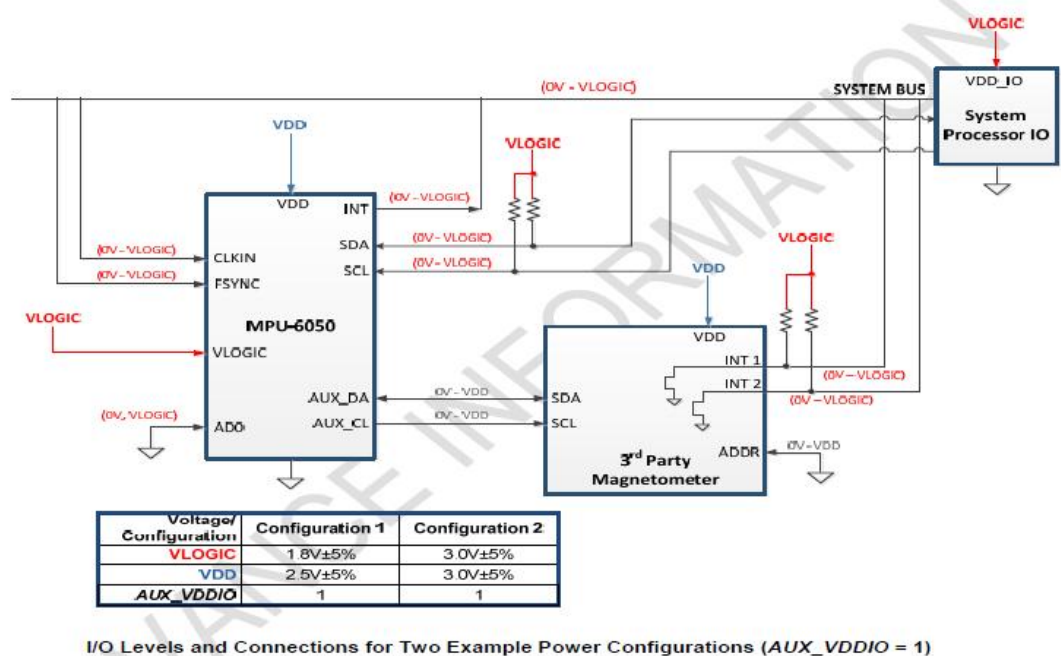 VLOGIC
VDD_IO
System
Processor IO
SYSTEM BUS
(0V - VLOGIC)
VDD
VLOGIC
VDD
INT
(0V - VLOGIC)
SDA
(0V - VLOGIC)
SCL
(0V - VLOGIC)
(0V - VLOGIC)
CLKIN
(0V - VLOGIC)
FSYNC
MPU-6050
VLOGIC
VLOGIC
AUX_DA
0V - VDD
AUX_CL
0V - VDD
(0V, VLOGIC)
AD0
VLOGIC
VDD
VDD
INT 1
(0V - VLOGIC)
INT 2
(0V - VLOGIC)
SDA
SCL
ADDR
0V - VDD
3rd Party
Magnetometer
Voltage/
Configuration
Configuration 1
Configuration 2
VLOGIC
1.8V±5%
3.0V±5%
VDD
2.5V±5%
3.0V±5%
AUX_VDDIO
1
1
I/O Levels and Connections for Two Example Power Configurations (AUX_VDDIO = 1)
VANCE INFORMATION